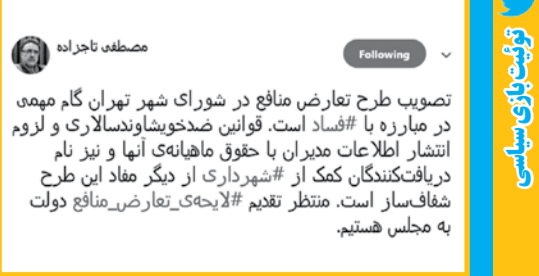 توئیت‌بازی سیاسی
مصطفی تاجزاده
Following
تصویب طرح تعارض منافع در شورای شهر تهران گام مهمی
در مبارزه با #فساد است. قوانین ضدخویشاوندسالاری و لزوم
انتشار اطلاعات مدیران با حقوق ماهیانه‌ی آنها و نیز نام
دریافت‌کنندگان کمک از #شهرداری از دیگر مفاد این طرح
شفاف‌ساز است. منتظر تقدیم #لایحه‌ی_تعارض_منافع دولت
به مجلس هستیم.